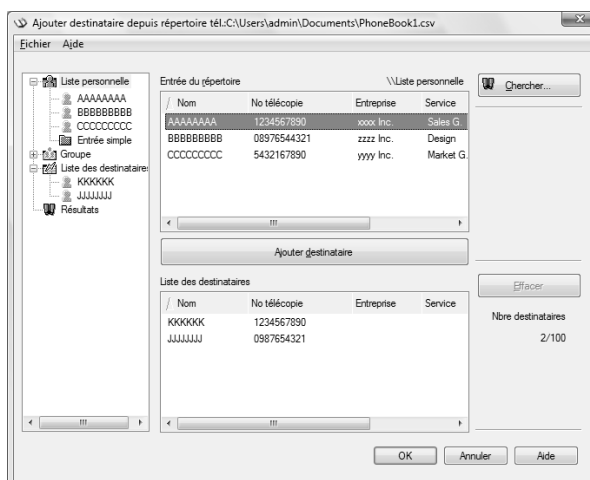 Ajouter destinataire depuis répertoire tél.:C:\Users\admin\Documents\PhoneBook1.csv
Fichier Aide
Liste personnelle
AAAAAAAA
BBBBBBBBB
CCCCCCCCC
Entrée simple
Groupe
Liste des destinataires
KKKKKK
JJJJJJJJ
Résultats
Entrée du répertoire \\Liste personnelle
Nom No télécopie Entreprise Service
AAAAAAAA 1234567890 xxxx Inc. Sales G.
BBBBBBBBB 08976544321 zzzz Inc. Design
CCCCCCCCC 5432167890 yyyy Inc. Market G.
Ajouter destinataire
Liste des destinataires
Nom No télécopie Entreprise Service
KKKKKK 1234567890
JJJJJJJJ 0987654321
Chercher...
Effacer
Nbre destinataires
2/100
OK Annuler Aide